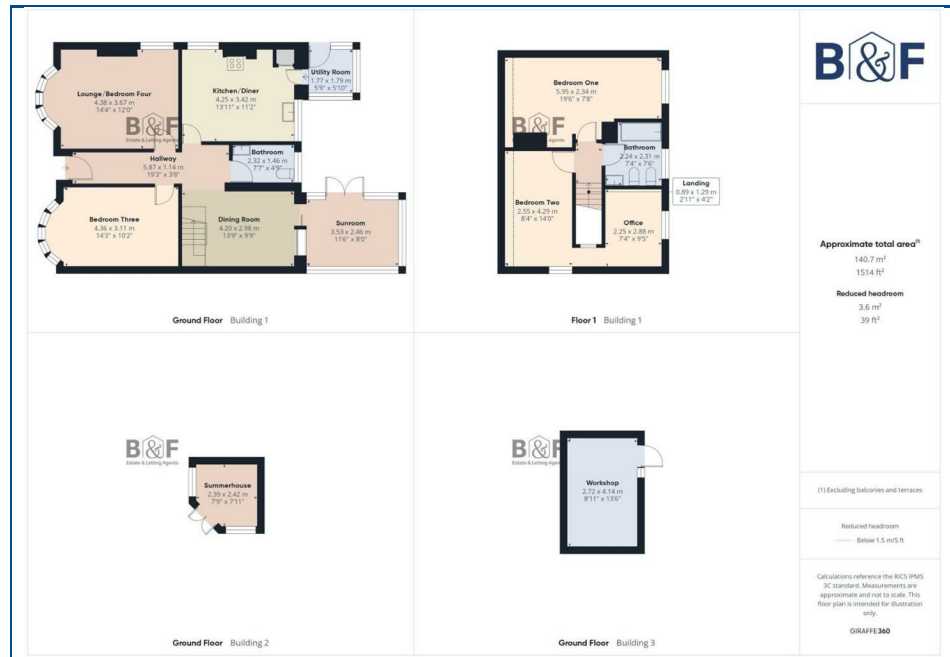 Lounge/Bedroom Four
4.38 x 3.67 m
14'4" x 12'0"
Kitchen/Diner
4.25 x 3.42 m
13'11" x 11'2"
Utility Room
1.77 x 1.79 m
5'9" x 5'10"
B&F
Estate & Letting Agents
Hallway
5.87 x 1.14 m
19'3" x 3'8"
Bathroom
2.32 x 1.46 m
7'7" x 4'9"
Bedroom Three
4.36 x 3.11 m
14'3" x 10'2"
Dining Room
4.20 x 2.98 m
13'9" x 9'9"
Sunroom
3.53 x 2.46 m
11'6" x 8'0"
Ground Floor Building 1
Bedroom One
5.95 x 2.34 m
19'6" x 7'8"
B&F
Estate & Letting Agents
Bathroom
2.24 x 2.31 m
7'4" x 7'6"
Landing
0.89 x 1.29 m
2'11" x 4'2"
Bedroom Two
2.55 x 4.29 m
8'4" x 14'0"
Office
2.25 x 2.88 m
7'4" x 9'5"
Floor 1 Building 1
B&F
Estate & Letting Agents
Summerhouse
2.39 x 2.42 m
7'9" x 7'11"
Ground Floor Building 2
B&F
Estate & Letting Agents
Workshop
2.72 x 4.14 m
8'11" x 13'6"
Ground Floor Building 3
B&F
Approximate total area(1)
140.7 m²
1514 ft²
Reduced headroom
3.6 m²
39 ft²
(1) Excluding balconies and terraces
Reduced headroom
Below 1.5 m/5 ft
Calculations reference the RICS IPMS
3C standard. Measurements are
approximate and not to scale. This
floor plan is intended for illustration
only.
GIRAFFE360